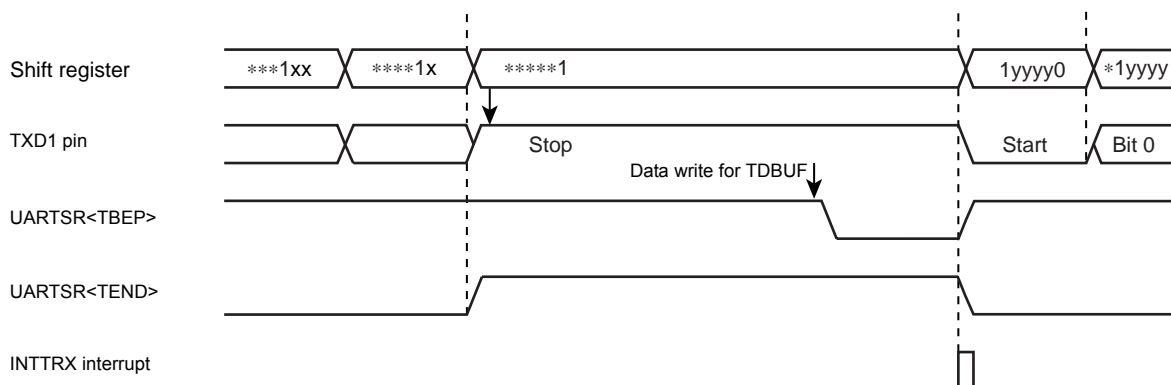 Shift register ∗∗∗1xx ∗∗∗∗1x ∗∗∗∗∗1 1yyyy0 ∗1yyyy
TXD1 pin Stop Start Bit 0
Data write for TDBUF
UARTSR<TBEP>
UARTSR<TEND>
INTTRX interrupt